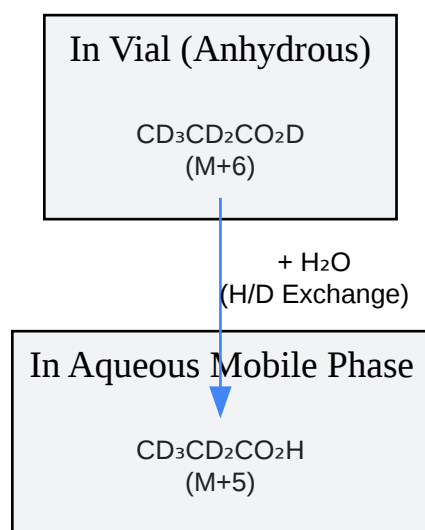 In Vial (Anhydrous)
CD₃CD₂CO₂D
(M+6)
+ H₂O
(H/D Exchange)
In Aqueous Mobile Phase
CD₃CD₂CO₂H
(M+5)